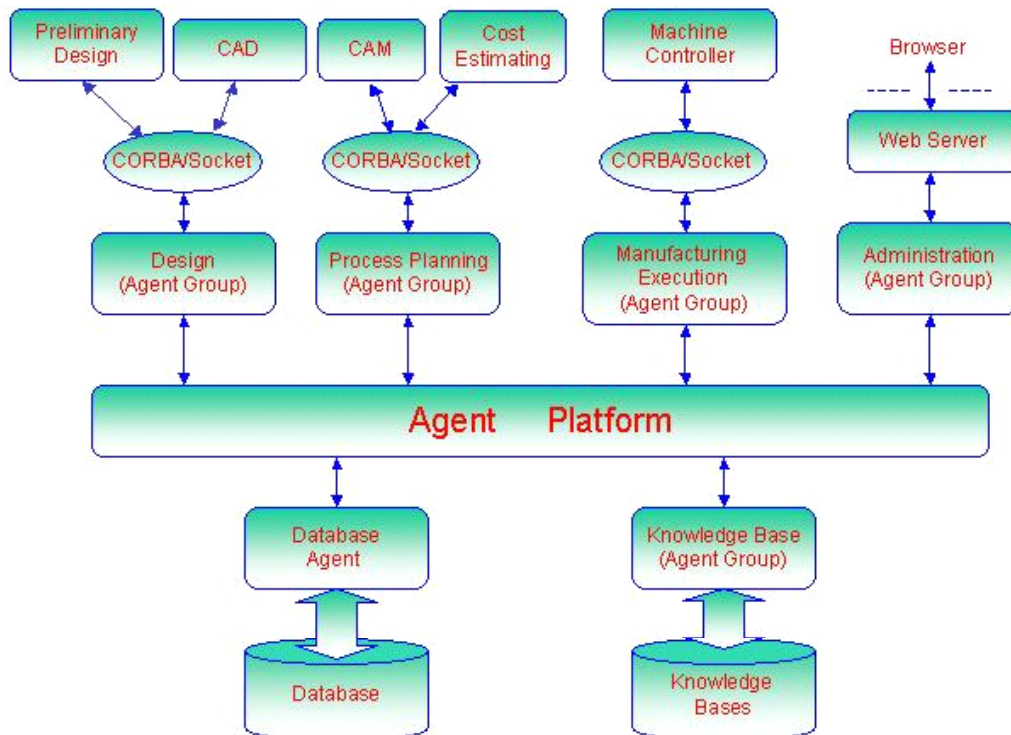 Preliminary
Design
CAD
CAM
Cost
Estimating
Machine
Controller
Browser
CORBA/Socket
CORBA/Socket
CORBA/Socket
Web Server
Design
(Agent Group)
Process Planning
(Agent Group)
Manufacturing
Execution
(Agent Group)
Administration
(Agent Group)
Agent Platform
Database
Agent
Knowledge Base
(Agent Group)
Database
Knowledge
Bases